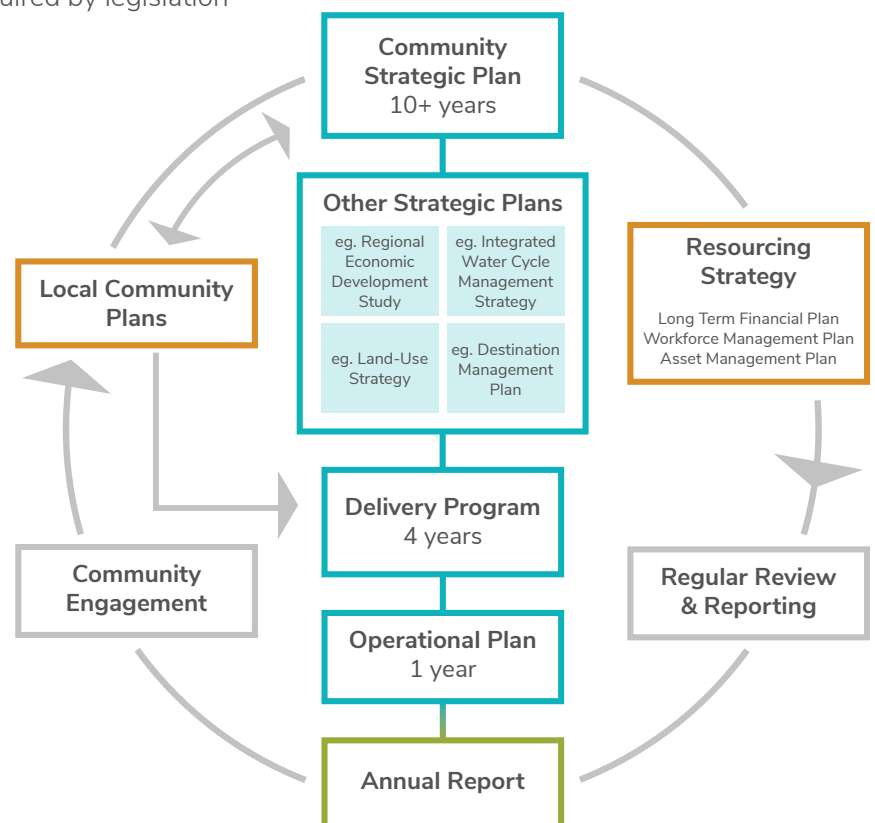 by legislation
Community
Strategic Plan
10+ years
Other Strategic Plans
eg. Regional
Economic
Development
Study
eg. Integrated
Water Cycle
Management
Strategy
eg. Land-Use
Strategy
eg. Destination
Management
Plan
Local Community
Plans
Resourcing
Strategy
Long Term Financial Plan
Workforce Management Plan
Asset Management Plan
Delivery Program
4 years
Community
Engagement
Regular Review
& Reporting
Operational Plan
1 year
Annual Report